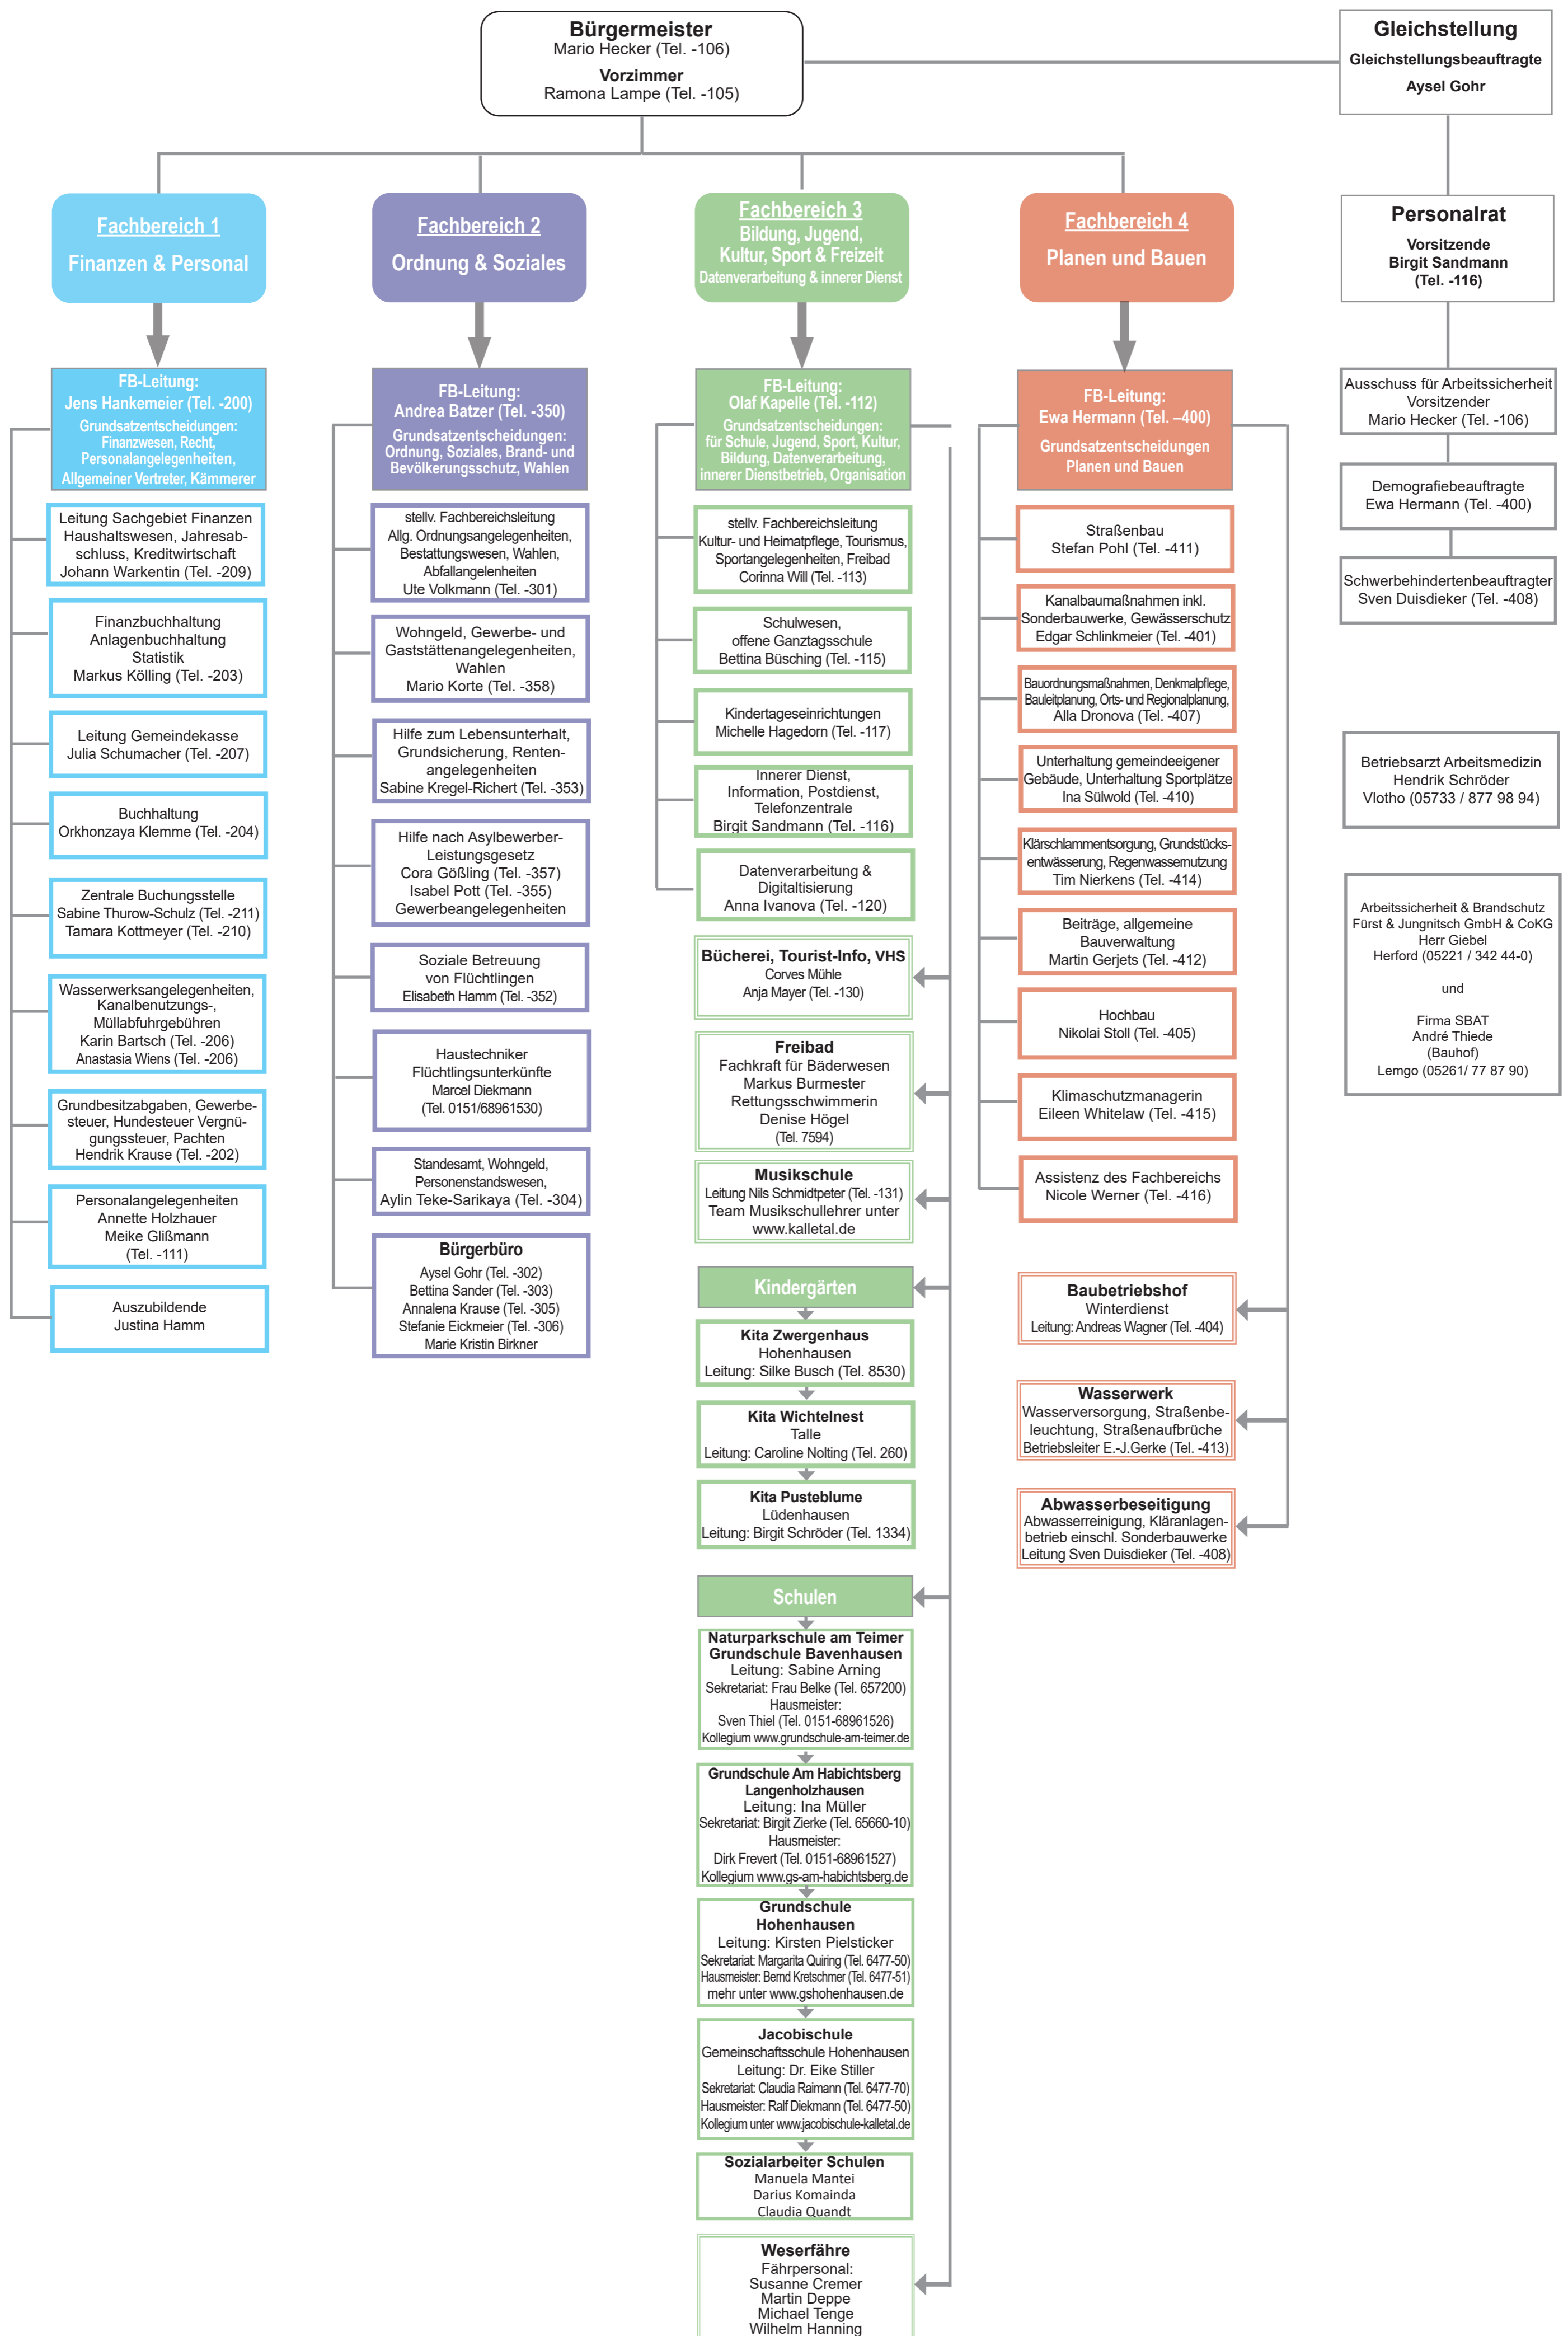 Bürgermeister
Mario Hecker (Tel. -106)
Vorzimmer
Ramona Lampe (Tel. -105)
Gleichstellung
Gleichstellungsbeauftragte
Aysel Gohr
Fachbereich 1
Finanzen & Personal
FB-Leitung:
Jens Hankemeier (Tel. -200)
Grundsatzentscheidungen:
Finanzwesen, Recht,
Personalangelegenheiten,
Allgemeiner Vertreter, Kämmerer
Leitung Sachgebiet Finanzen
Haushaltswesen, Jahresab-
schluss, Kreditwirtschaft
Johann Warkentin (Tel. -209)
Finanzbuchhaltung
Anlagenbuchhaltung
Statistik
Markus Kölling (Tel. -203)
Leitung Gemeindekasse
Julia Schumacher (Tel. -207)
Buchhaltung
Orkhonzaya Klemme (Tel. -204)
Zentrale Buchungsstelle
Sabine Thurow-Schulz (Tel. -211)
Tamara Kottmeyer (Tel. -210)
Wasserwerksangelegenheiten,
Kanalbenutzungs-,
Müllabfuhrgebühren
Karin Bartsch (Tel. -206)
Anastasia Wiens (Tel. -206)
Grundbesitzabgaben, Gewerbe-
steuer, Hundesteuer Vergnü-
gungssteuer, Pachten
Hendrik Krause (Tel. -202)
Personalangelegenheiten
Annette Holzhauer
Meike Glißmann
(Tel. -111)
Auszubildende
Justina Hamm
Fachbereich 2
Ordnung & Soziales
FB-Leitung:
Andrea Batzer (Tel. -350)
Grundsatzentscheidungen:
Ordnung, Soziales, Brand- und
Bevölkerungsschutz, Wahlen
stellv. Fachbereichsleitung
Allg. Ordnungsangelegenheiten,
Bestattungswesen, Wahlen,
Abfallangelenheiten
Ute Volkmann (Tel. -301)
Wohngeld, Gewerbe- und
Gaststättenangelegenheiten,
Wahlen
Mario Korte (Tel. -358)
Hilfe zum Lebensunterhalt,
Grundsicherung, Renten-
angelegenheiten
Sabine Kregel-Richert (Tel. -353)
Hilfe nach Asylbewerber-
Leistungsgesetz
Cora Gößling (Tel. -357)
Isabel Pott (Tel. -355)
Gewerbeangelegenheiten
Soziale Betreuung
von Flüchtlingen
Elisabeth Hamm (Tel. -352)
Haustechniker
Flüchtlingsunterkünfte
Marcel Diekmann
(Tel. 0151/68961530)
Standesamt, Wohngeld,
Personenstandswesen,
Aylin Teke-Sarikaya (Tel. -304)
Bürgerbüro
Aysel Gohr (Tel. -302)
Bettina Sander (Tel. -303)
Annalena Krause (Tel. -305)
Stefanie Eickmeier (Tel. -306)
Marie Kristin Birkner
Fachbereich 3
Bildung, Jugend,
Kultur, Sport & Freizeit
Datenverarbeitung & innerer Dienst
FB-Leitung:
Olaf Kapelle (Tel. -112)
Grundsatzentscheidungen:
für Schule, Jugend, Sport, Kultur,
Bildung, Datenverarbeitung,
innerer Dienstbetrieb, Organisation
stellv. Fachbereichsleitung
Kultur- und Heimatpflege, Tourismus,
Sportangelegenheiten, Freibad
Corinna Will (Tel. -113)
Schulwesen,
offene Ganztagsschule
Bettina Büsching (Tel. -115)
Kindertageseinrichtungen
Michelle Hagedorn (Tel. -117)
Innerer Dienst,
Information, Postdienst,
Telefonzentrale
Birgit Sandmann (Tel. -116)
Datenverarbeitung &
Digitaltisierung
Anna Ivanova (Tel. -120)
Bücherei, Tourist-Info, VHS
Corves Mühle
Anja Mayer (Tel. -130)
Freibad
Fachkraft für Bäderwesen
Markus Burmester
Rettungsschwimmerin
Denise Högel
(Tel. 7594)
Musikschule
Leitung Nils Schmidtpeter (Tel. -131)
Team Musikschullehrer unter
www.kalletal.de
Kindergärten
Kita Zwergenhaus
Hohenhausen
Leitung: Silke Busch (Tel. 8530)
Kita Wichtelnest
Talle
Leitung: Caroline Nolting (Tel. 260)
Kita Pusteblume
Lüdenhausen
Leitung: Birgit Schröder (Tel. 1334)
Schulen
Naturparkschule am Teimer
Grundschule Bavenhausen
Leitung: Sabine Arning
Sekretariat: Frau Belke (Tel. 657200)
Hausmeister:
Sven Thiel (Tel. 0151-68961526)
Kollegium www.grundschule-am-teimer.de
Grundschule Am Habichtsberg
Langenholzhausen
Leitung: Ina Müller
Sekretariat: Birgit Zierke (Tel. 65660-10)
Hausmeister:
Dirk Frevert (Tel. 0151-68961527)
Kollegium www.gs-am-habichtsberg.de
Grundschule
Hohenhausen
Leitung: Kirsten Pielsticker
Sekretariat: Margarita Quiring (Tel. 6477-50)
Hausmeister: Bernd Kretschmer (Tel. 6477-51)
mehr unter www.gshohenhausen.de
Jacobischule
Gemeinschaftsschule Hohenhausen
Leitung: Dr. Eike Stiller
Sekretariat: Claudia Raimann (Tel. 6477-70)
Hausmeister: Ralf Diekmann (Tel. 6477-50)
Kollegium unter www.jacobischule-kalletal.de
Sozialarbeiter Schulen
Manuela Mantei
Darius Komainda
Claudia Quandt
Weserfähre
Fährpersonal:
Susanne Cremer
Martin Deppe
Michael Tenge
Wilhelm Hanning
Fachbereich 4
Planen und Bauen
FB-Leitung:
Ewa Hermann (Tel. –400)
Grundsatzentscheidungen
Planen und Bauen
Straßenbau
Stefan Pohl (Tel. -411)
Kanalbaumaßnahmen inkl.
Sonderbauwerke, Gewässerschutz
Edgar Schlinkmeier (Tel. -401)
Bauordnungsmaßnahmen, Denkmalpflege,
Bauleitplanung, Orts- und Regionalplanung,
Alla Dronova (Tel. -407)
Unterhaltung gemeindeeigener
Gebäude, Unterhaltung Sportplätze
Ina Sülwold (Tel. -410)
Klärschlammentsorgung, Grundstücks-
entwässerung, Regenwassernutzung
Tim Nierkens (Tel. -414)
Beiträge, allgemeine
Bauverwaltung
Martin Gerjets (Tel. -412)
Hochbau
Nikolai Stoll (Tel. -405)
Klimaschutzmanagerin
Eileen Whitelaw (Tel. -415)
Assistenz des Fachbereichs
Nicole Werner (Tel. -416)
Baubetriebshof
Winterdienst
Leitung: Andreas Wagner (Tel. -404)
Wasserwerk
Wasserversorgung, Straßenbe-
leuchtung, Straßenaufbrüche
Betriebsleiter E.-J.Gerke (Tel. -413)
Abwasserbeseitigung
Abwasserreinigung, Kläranlagen-
betrieb einschl. Sonderbauwerke
Leitung Sven Duisdieker (Tel. -408)
Personalrat
Vorsitzende
Birgit Sandmann
(Tel. -116)
Ausschuss für Arbeitssicherheit
Vorsitzender
Mario Hecker (Tel. -106)
Demografiebeauftragte
Ewa Hermann (Tel. -400)
Schwerbehindertenbeauftragter
Sven Duisdieker (Tel. -408)
Betriebsarzt Arbeitsmedizin
Hendrik Schröder
Vlotho (05733 / 877 98 94)
Arbeitssicherheit & Brandschutz
Fürst & Jungnitsch GmbH & CoKG
Herr Giebel
Herford (05221 / 342 44-0)
und
Firma SBAT
André Thiede
(Bauhof)
Lemgo (05261/ 77 87 90)